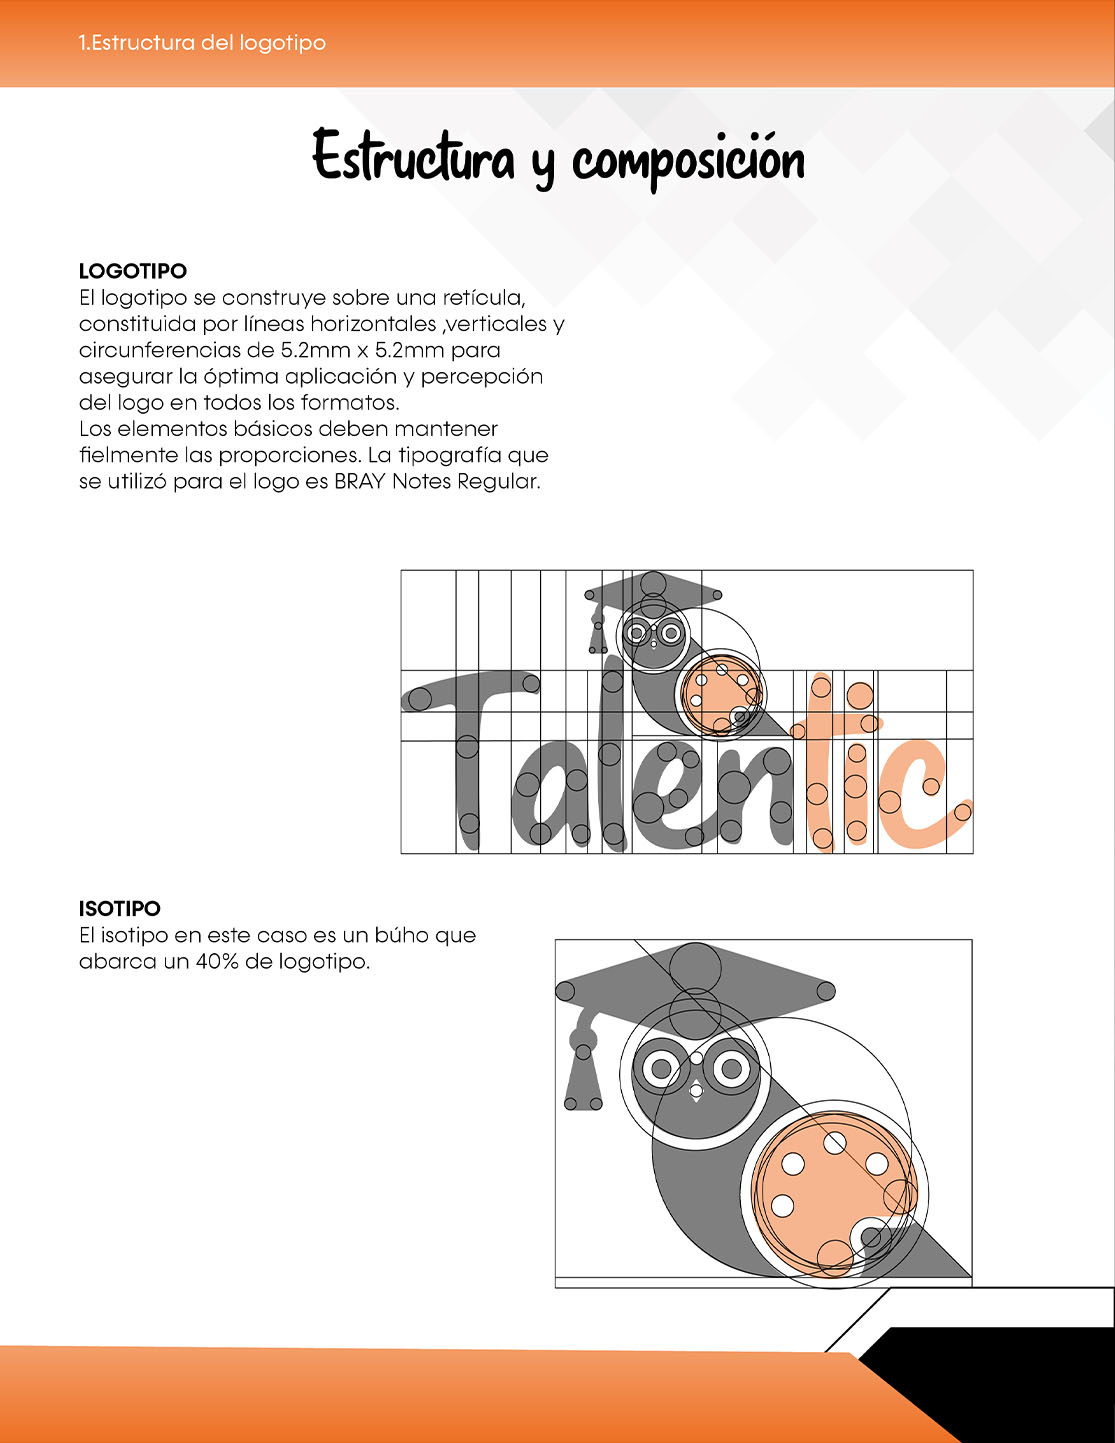 1.Estructura del logotipo
Estructura y composición
LOGOTIPO
El logotipo se construye sobre una retícula,
constituida por líneas horizontales ,verticales y
circunferencias de 5.2mm x 5.2mm para
asegurar la óptima aplicación y percepción
del logo en todos los formatos.
Los elementos básicos deben mantener
fielmente las proporciones. La tipografía que
se utilizó para el logo es BRAY Notes Regular.
Talentic
ISOTIPO
El isotipo en este caso es un búho que
abarca un 40% de logotipo.